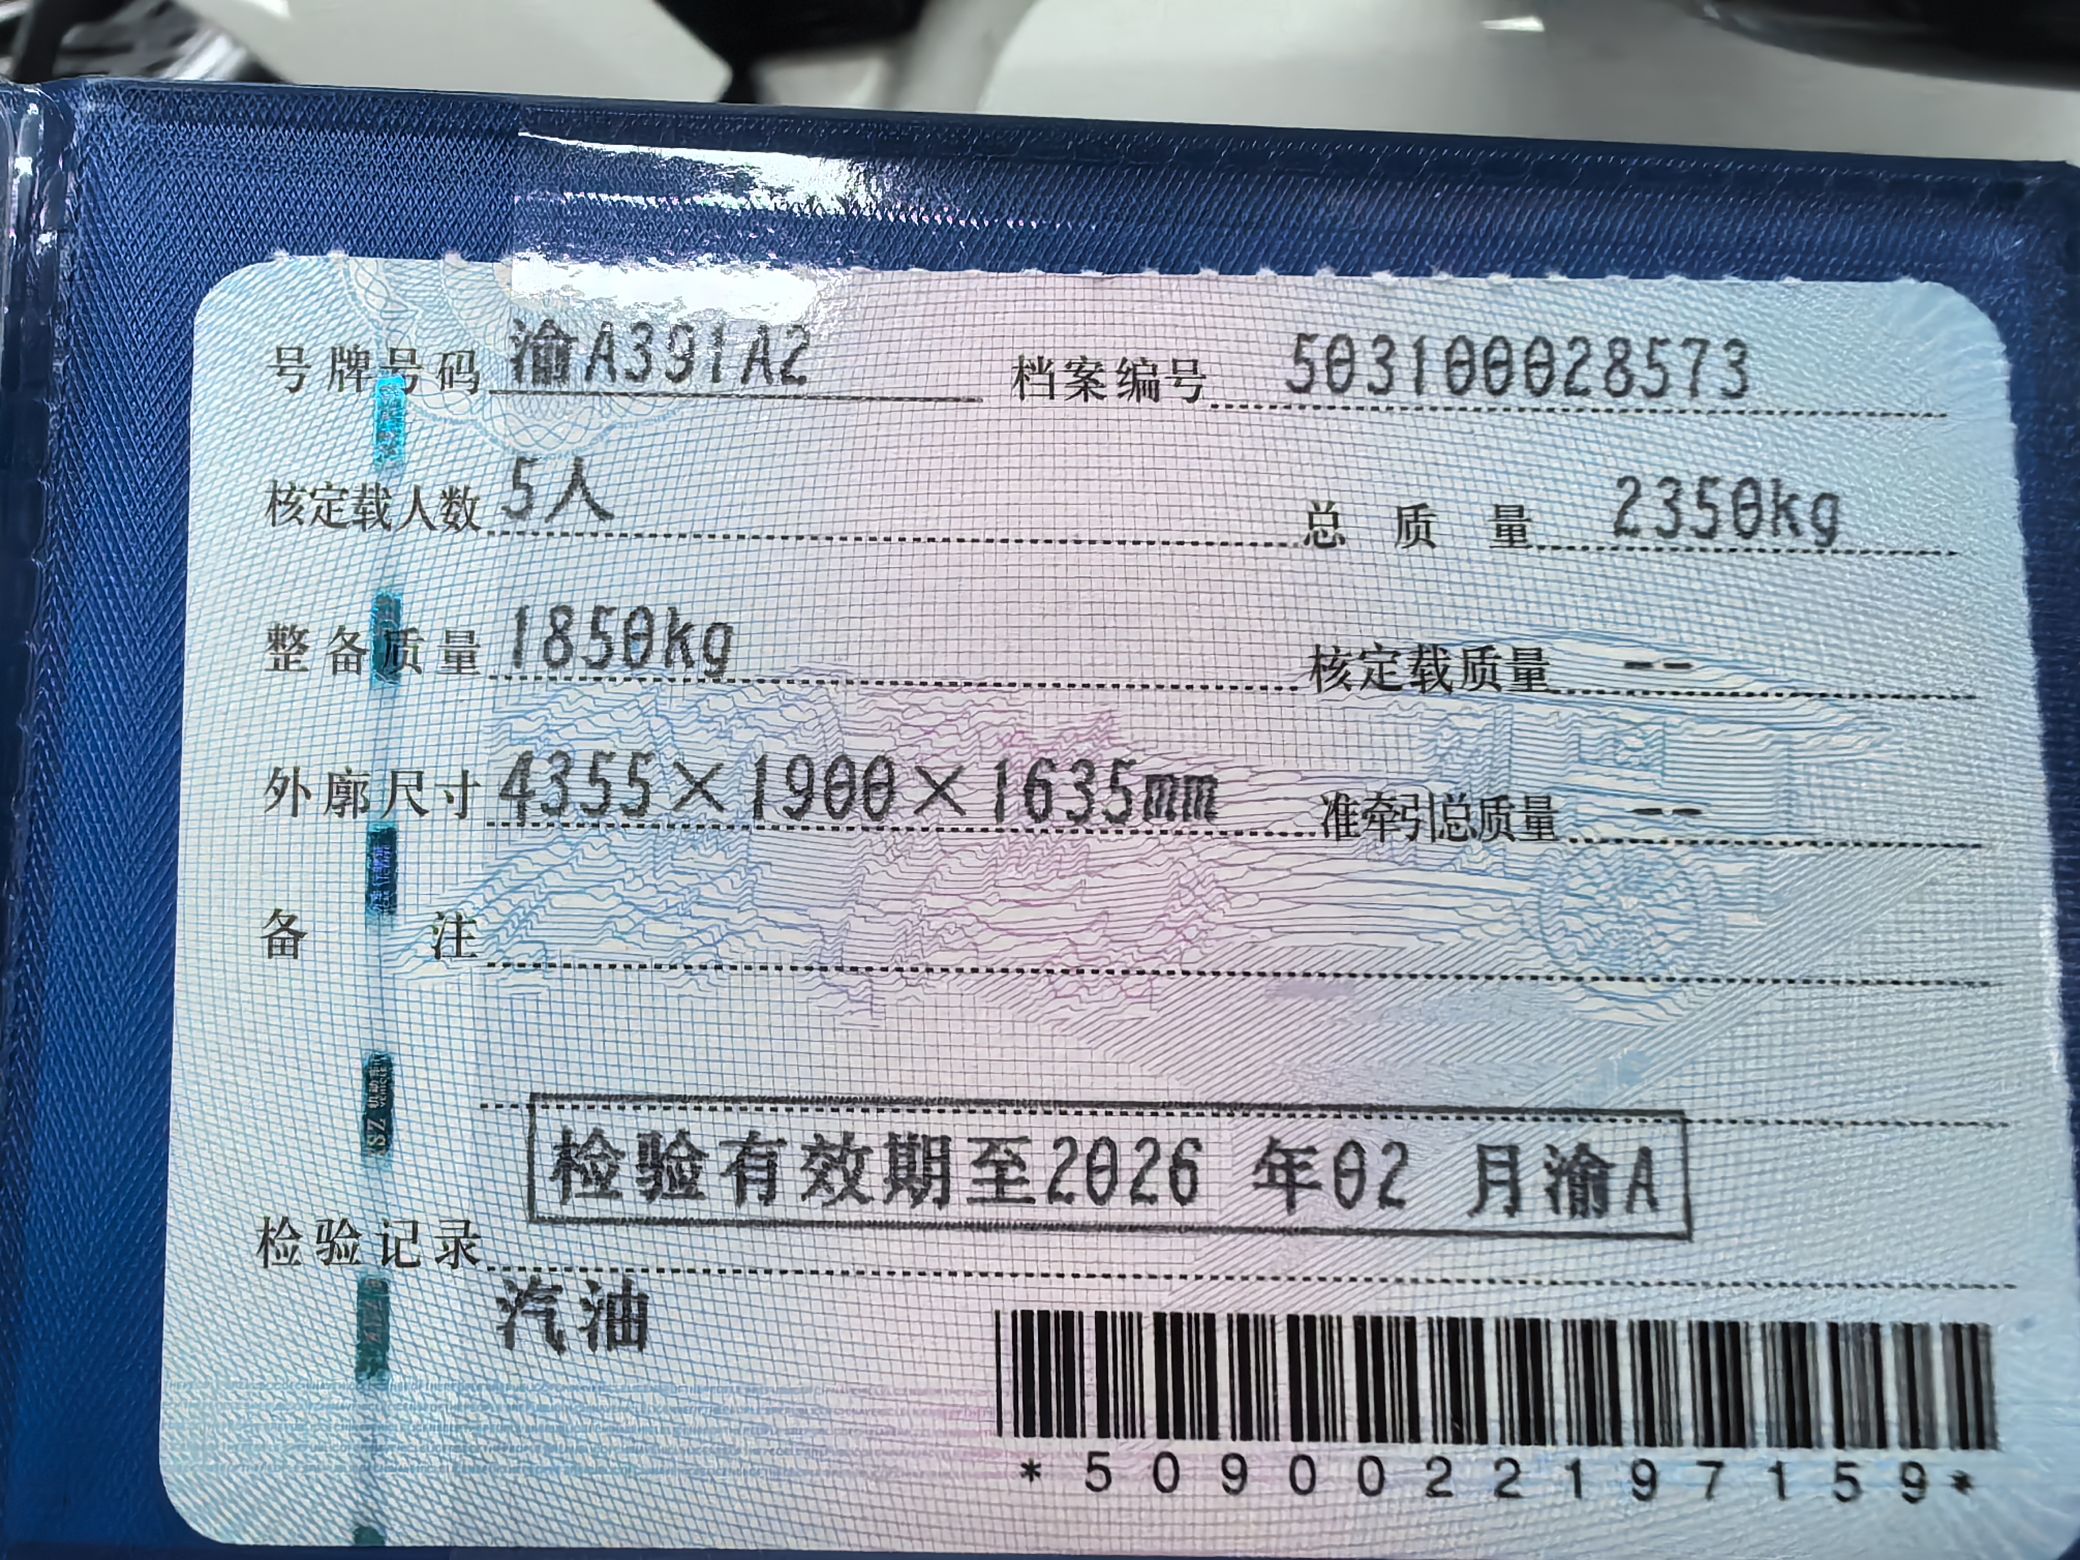 号牌号码 渝A391A2 档案编号 503100028573
核定载人数 5人 总质量 2350kg
整备质量 1850kg 核定载质量 --
外廓尺寸 4355×1900×1635mm 准牵引总质量 --
备注
检验有效期至2026 年02 月渝A
检验记录
汽油
*5090022197159*